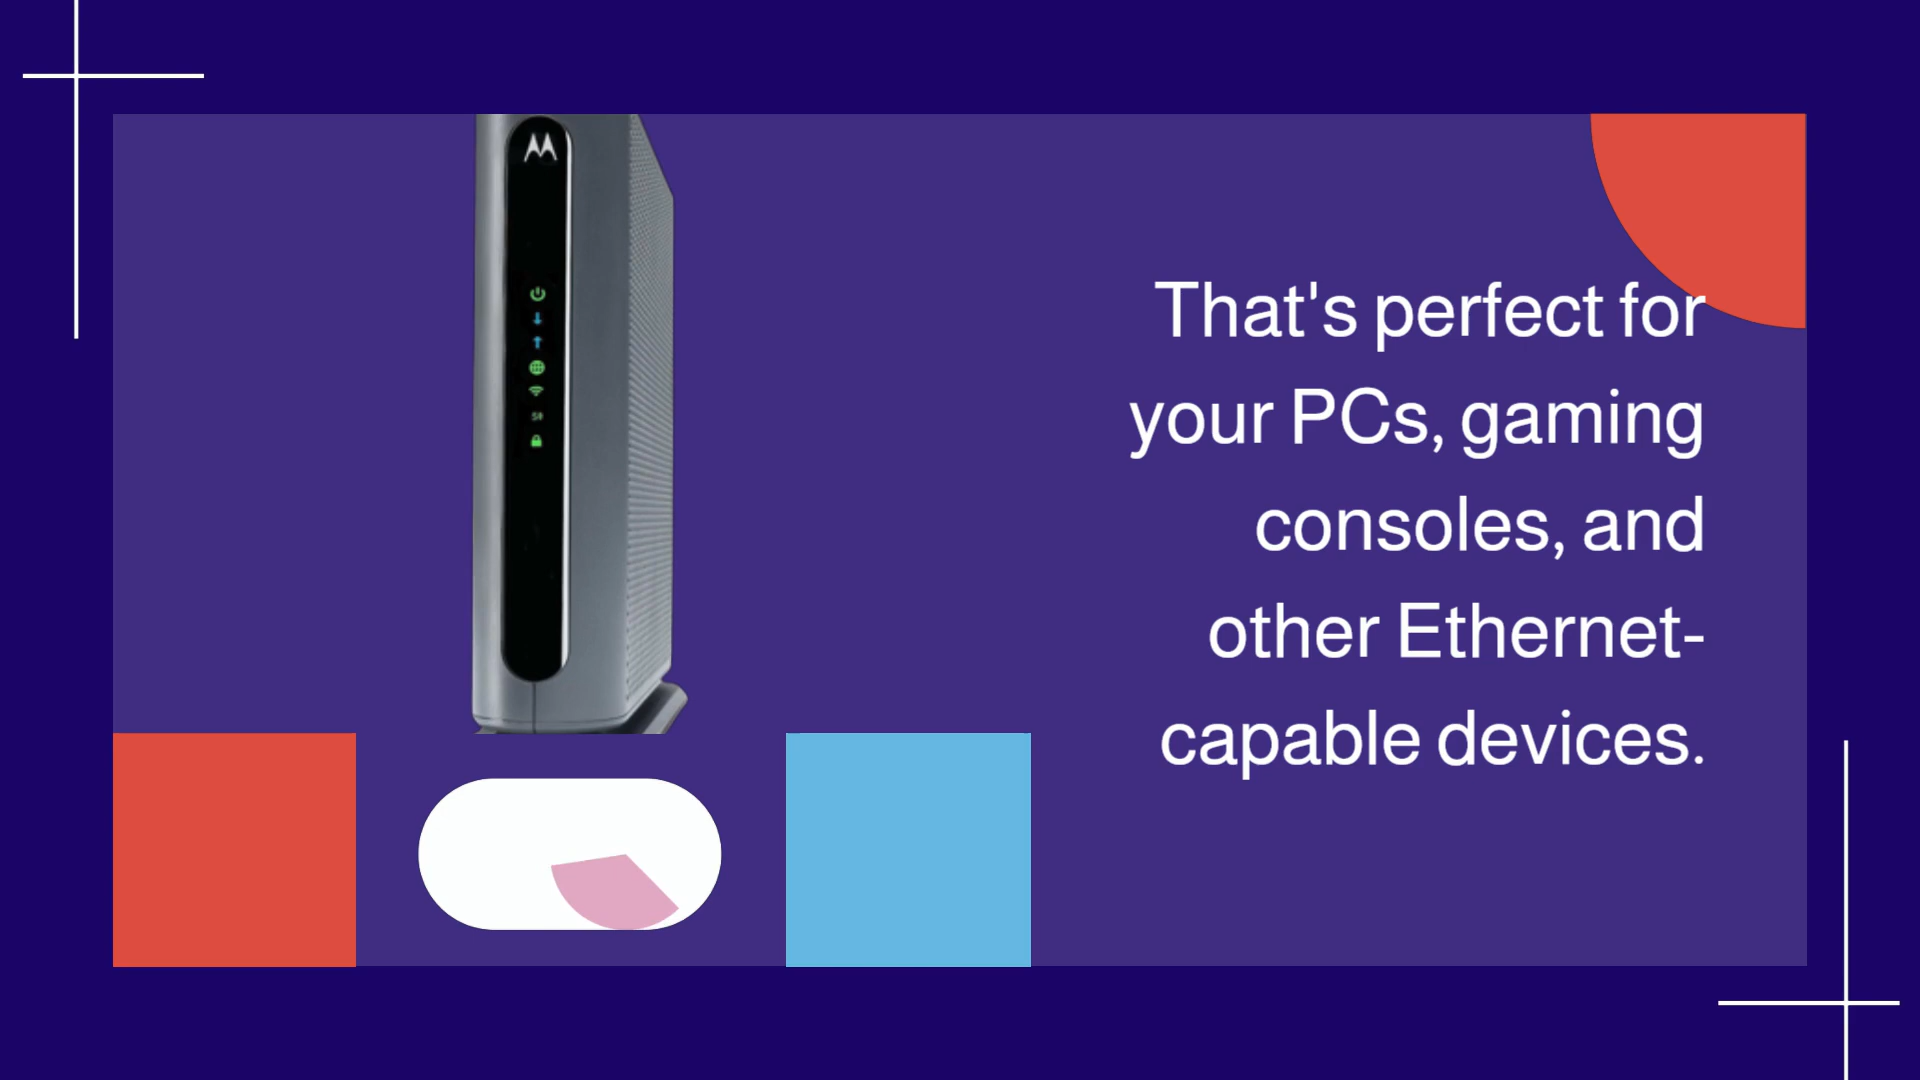 That's perfect for
your PCs, gaming
consoles, and
other Ethernet-
capable devices.